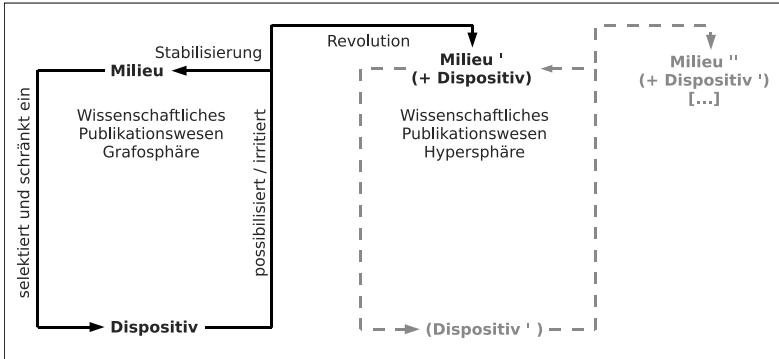 Stabilisierung
Revolution
Milieu
Milieu '
(+ Dispositiv)
Milieu ''
(+ Dispositiv ')
[...]
Wissenschaftliches
Publikationswesen
Grafosphäre
Wissenschaftliches
Publikationswesen
Hypersphäre
selektiert und schränkt ein
possibilisiert / irritiert
Dispositiv
(Dispositiv ' )